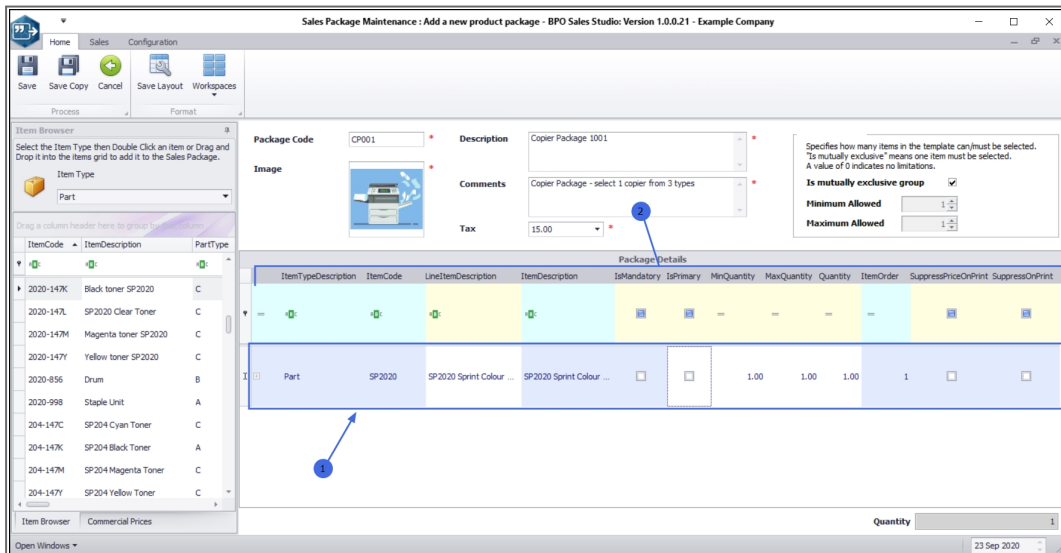 Sales Package Maintenance : Add a new product package - BPO Sales Studio: Version 1.0.0.21 - Example Company
Home Sales Configuration
Save Save Copy Cancel Save Layout Workspaces
Process Format
Item Browser
Select the Item Type then Double Click an item or Drag and
Drop it into the items grid to add it to the Sales Package.
Item Type
Part
Drag a column header here to group by that column
ItemCode ItemDescription PartType
2020-147K Black toner SP2020 C
2020-147L SP2020 Clear Toner C
2020-147M Magenta toner SP2020 C
2020-147Y Yellow toner SP2020 C
2020-856 Drum B
2020-998 Staple Unit A
204-147C SP204 Cyan Toner C
204-147K SP204 Black Toner A
204-147M SP204 Magenta Toner C
204-147Y SP204 Yellow Toner C
Item Browser Commercial Prices
Package Code CP001 *
Image *
Description Copier Package 1001 *
Comments Copier Package - select 1 copier from 3 types *
Tax 15.00 *
Specifies how many items in the template can/must be selected.
"Is mutually exclusive" means one item must be selected.
A value of 0 indicates no limitations.
Is mutually exclusive group
Minimum Allowed 1
Maximum Allowed 1
2
Package Details
ItemTypeDescription ItemCode LineItemDescription ItemDescription IsMandatory IsPrimary MinQuantity MaxQuantity Quantity ItemOrder SuppressPriceOnPrint SuppressOnPrint
Part SP2020 SP2020 Sprint Colour ... SP2020 Sprint Colour ... 1.00 1.00 1.00 1
1
Quantity 1
Open Windows 23 Sep 2020